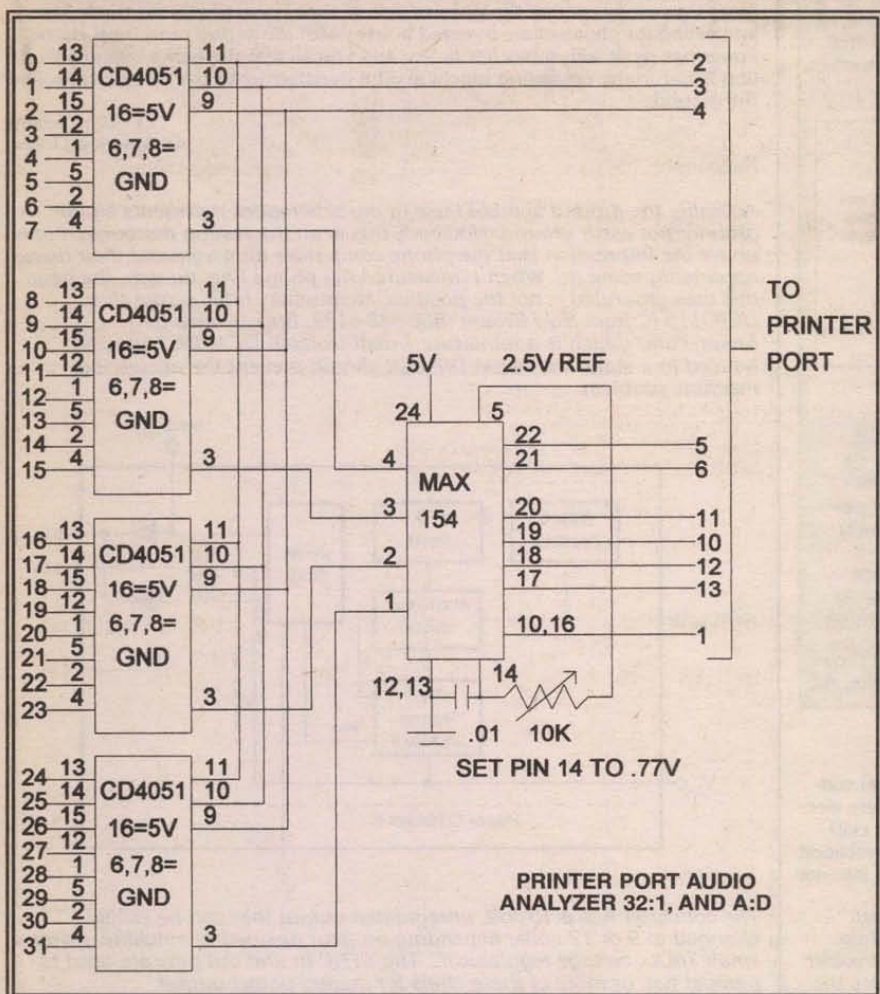 0 13 11 2
1 14 CD4051 10 3
2 15 16=5V 9 4
3 12
4 1 6,7,8=
5 5 GND
6 2
7 4 3
8 13 11
9 14 CD4051 10
10 15 16=5V 9
11 12
12 1 6,7,8=
13 5 GND
14 2
15 4 3
TO
PRINTER
PORT
5V 2.5V REF
24 5
4 22 5
21 6
MAX
154
3 20 11
19 10
2 18 12
17 13
1 10,16 1
12,13 14
.01 10K
SET PIN 14 TO .77V
16 13 11
17 14 CD4051 10
18 15 16=5V 9
19 12
20 1 6,7,8=
21 5 GND
22 2
23 4 3
24 13 11
25 14 CD4051 10
26 15 16=5V 9
27 12
28 1 6,7,8=
29 5 GND
30 2
31 4 3
PRINTER PORT AUDIO
ANALYZER 32:1, AND A:D